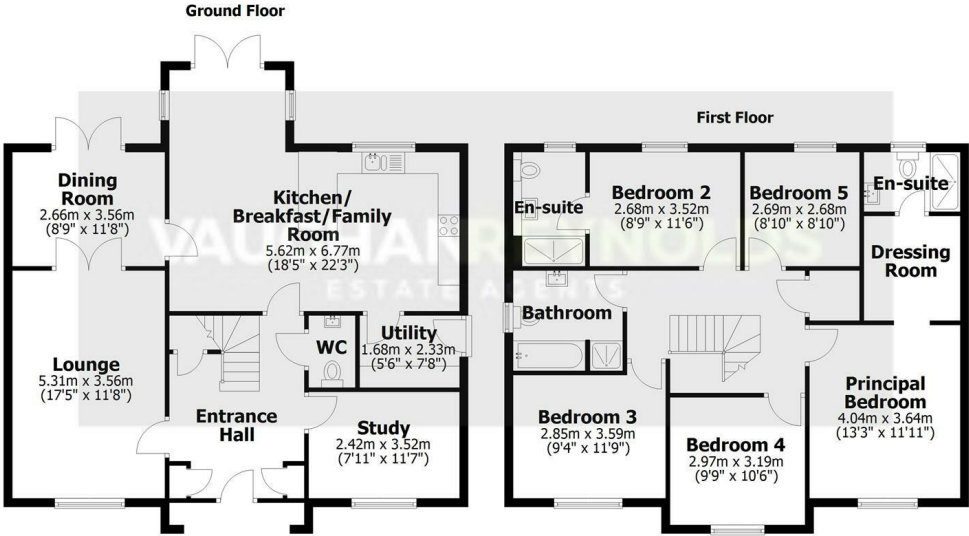 Ground Floor
Dining
Room
2.66m x 3.56m
(8'9" x 11'8")
Kitchen/
Breakfast/Family
Room
5.62m x 6.77m
(18'5" x 22'3")
Lounge
5.31m x 3.56m
(17'5" x 11'8")
WC
Utility
1.68m x 2.33m
(5'6" x 7'8")
Entrance
Hall
Study
2.42m x 3.52m
(7'11" x 11'7")
First Floor
En-suite
Bedroom 2
2.68m x 3.52m
(8'9" x 11'6")
Bedroom 5
2.69m x 2.68m
(8'10" x 8'10")
En-suite
Dressing
Room
Bathroom
Bedroom 3
2.85m x 3.59m
(9'4" x 11'9")
Bedroom 4
2.97m x 3.19m
(9'9" x 10'6")
Principal
Bedroom
4.04m x 3.64m
(13'3" x 11'11")
VAUGHANREYNOLDS
ESTATE AGENTS